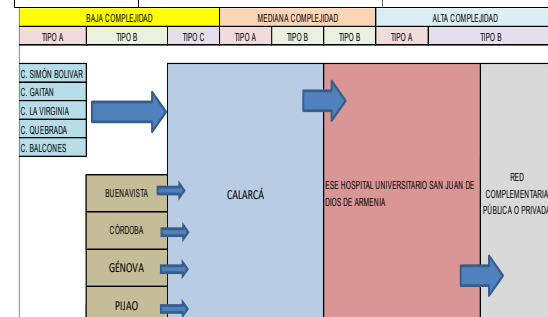 BAJA COMPLEJIDAD MEDIANA COMPLEJIDAD ALTA COMPLEJIDAD
TIPO A TIPO B TIPO C TIPO A TIPO B TIPO B TIPO A TIPO B
C. SIMÓN BOLIVAR
C. GAITAN
C. LA VIRGINIA
C. QUEBRADA
C. BALCONES
BUENAVISTA
CÓRDOBA
GÉNOVA
PIJAO
CALARCÁ
ESE HOSPITAL UNIVERSITARIO SAN JUAN DE
DIOS DE ARMENIA
RED
COMPLEMENTARIA
PÚBLICA O PRIVADA